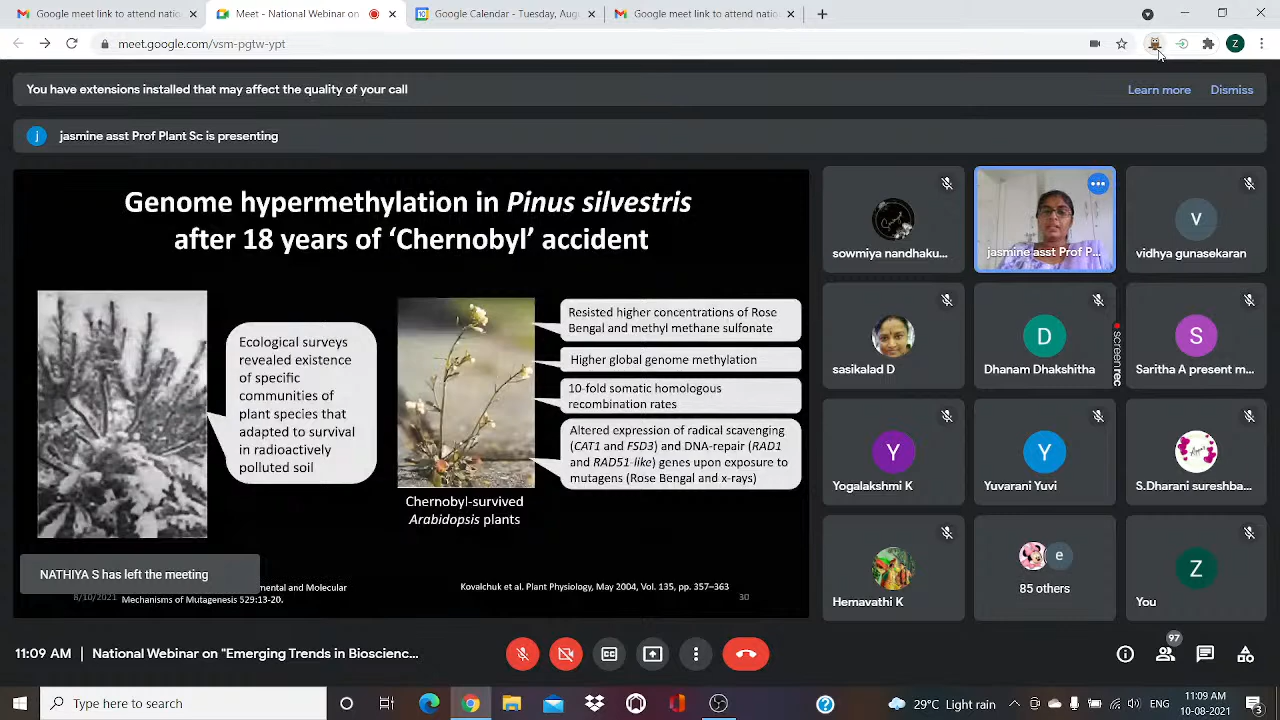 Google meet link to attend natio
Meet - National Webinar on
Google Calendar - Tuesday, Aug
Google meet link to attend natio
meet.google.com/vsm-pgtw-ypt
Z
You have extensions installed that may affect the quality of your call
Learn more
Dismiss
j
jasmine asst Prof Plant Sc is presenting
Genome hypermethylation in Pinus silvestris
after 18 years of ‘Chernobyl’ accident
Ecological surveys
revealed existence
of specific
communities of
plant species that
adapted to survival
in radioactively
polluted soil
Resisted higher concentrations of Rose
Bengal and methyl methane sulfonate
Higher global genome methylation
10-fold somatic homologous
recombination rates
Altered expression of radical scavenging
(CAT1 and FSD3) and DNA-repair (RAD1
and RAD51-like) genes upon exposure to
mutagens (Rose Bengal and x-rays)
Chernobyl-survived
Arabidopsis plants
NATHIYA S has left the meeting
mental and Molecular
Mechanisms of Mutagenesis 529:13-20.
8/10/2021
Kovalchuk et al. Plant Physiology, May 2004, Vol. 135, pp. 357–363
30
sowmiya nandhaku...
jasmine asst Prof P...
v
vidhya gunasekaran
sasikalad D
D
Dhanam Dhakshitha
screenrec
S
Saritha A present m...
Y
Yogalakshmi K
Y
Yuvarani Yuvi
S.Dharani sureshba...
Hemavathi K
e
85 others
Z
You
11:09 AM | National Webinar on "Emerging Trends in Bioscienc...
97
Type here to search
29°C Light rain
11:09 AM
10-08-2021